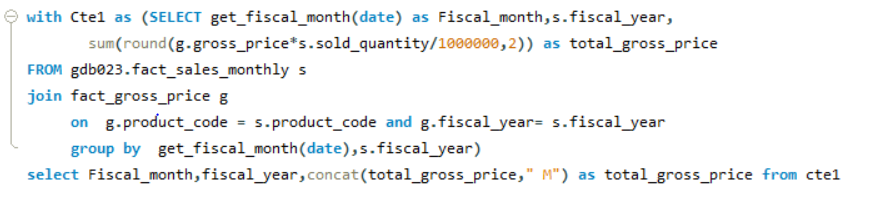 with Cte1 as (SELECT get_fiscal_month(date) as Fiscal_month,s.fiscal_year,
sum(round(g.gross_price*s.sold_quantity/1000000,2)) as total_gross_price
FROM gdb023.fact_sales_monthly s
join fact_gross_price g
on  g.product_code = s.product_code and g.fiscal_year= s.fiscal_year
group by  get_fiscal_month(date),s.fiscal_year)
select Fiscal_month,fiscal_year,concat(total_gross_price," M") as total_gross_price from cte1